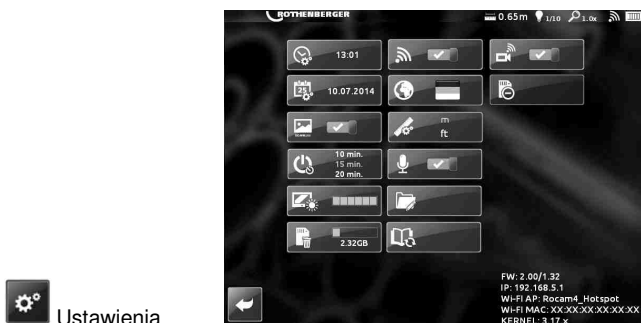 ROTHENBERGER
0.65m 1/10 1.0x
13:01
25 10.07.2014
m
ft
10 min.
15 min.
20 min.
2.32GB
FW: 2.00/1.32
IP: 192.168.5.1
Wi-FI AP: Rocam4_Hotspot
Wi-FI MAC: XX:XX:XX:XX:XX:XX
KERNEL: 3.17.x
Ustawienia